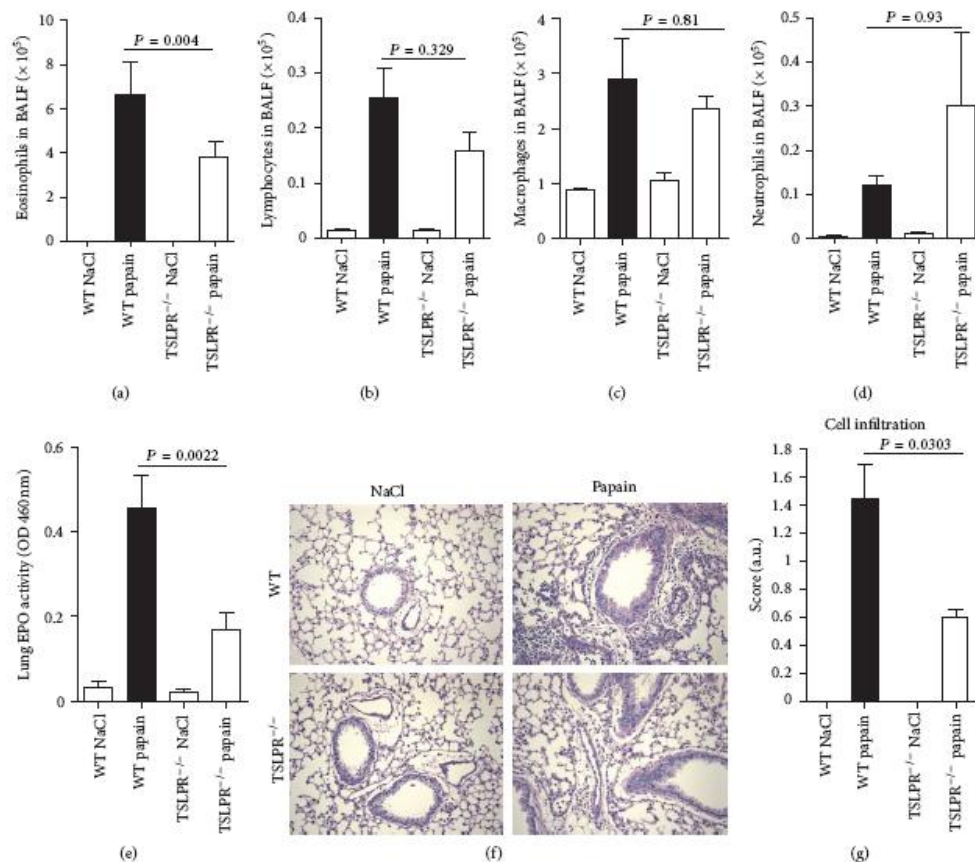 Eosinophils in BALF (×10⁵)
10
8
6
4
2
0
P = 0.004
WT NaCl
WT papain
TSLPR⁻/⁻ NaCl
TSLPR⁻/⁻ papain
(a)
Lymphocytes in BALF (×10⁵)
0.4
0.3
0.2
0.1
0
P = 0.329
WT NaCl
WT papain
TSLPR⁻/⁻ NaCl
TSLPR⁻/⁻ papain
(b)
Macrophages in BALF (×10⁵)
4
3
2
1
0
P = 0.81
WT NaCl
WT papain
TSLPR⁻/⁻ NaCl
TSLPR⁻/⁻ papain
(c)
Neutrophils in BALF (×10⁵)
0.5
0.4
0.3
0.2
0.1
0
P = 0.93
WT NaCl
WT papain
TSLPR⁻/⁻ NaCl
TSLPR⁻/⁻ papain
(d)
Lung EPO activity (OD 460nm)
0.6
0.4
0.2
0
P = 0.0022
WT NaCl
WT papain
TSLPR⁻/⁻ NaCl
TSLPR⁻/⁻ papain
(e)
NaCl
Papain
WT
TSLPR⁻/⁻
(f)
Cell infiltration
P = 0.0303
Score (a.u.)
1.8
1.6
1.4
1.2
1
0.8
0.6
0.4
0.2
0
WT NaCl
WT papain
TSLPR⁻/⁻ NaCl
TSLPR⁻/⁻ papain
(g)